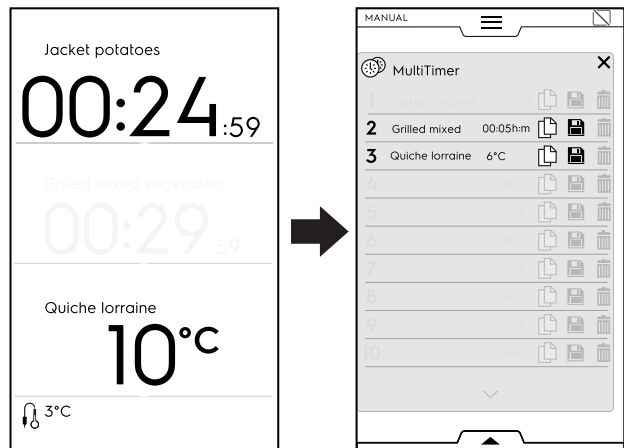 Jacket potatoes
00:24:59
Grilled mixed vegetables
00:29:59
Quiche lorraine
10°C
3°C
MANUAL
MultiTimer
1 Jacket potatoes 00:00h:m
2 Grilled mixed 00:05h:m
3 Quiche lorraine 6°C
4 --- --:--h:m
5 --- --:--h:m
6 --- --:--h:m
7 --- --:--h:m
8 --- --:--h:m
9 --- --:--h:m
10 --- --:--h:m